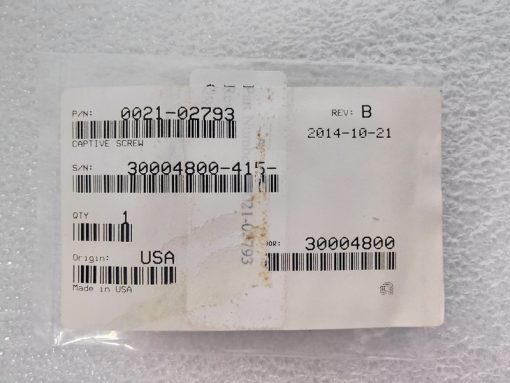 P/N: 0021-02793
CAPTIVE SCREW
REV: B
2014-10-21
S/N: 30004800-415-
QTY 1
Origin: USA
Made in USA
30004800